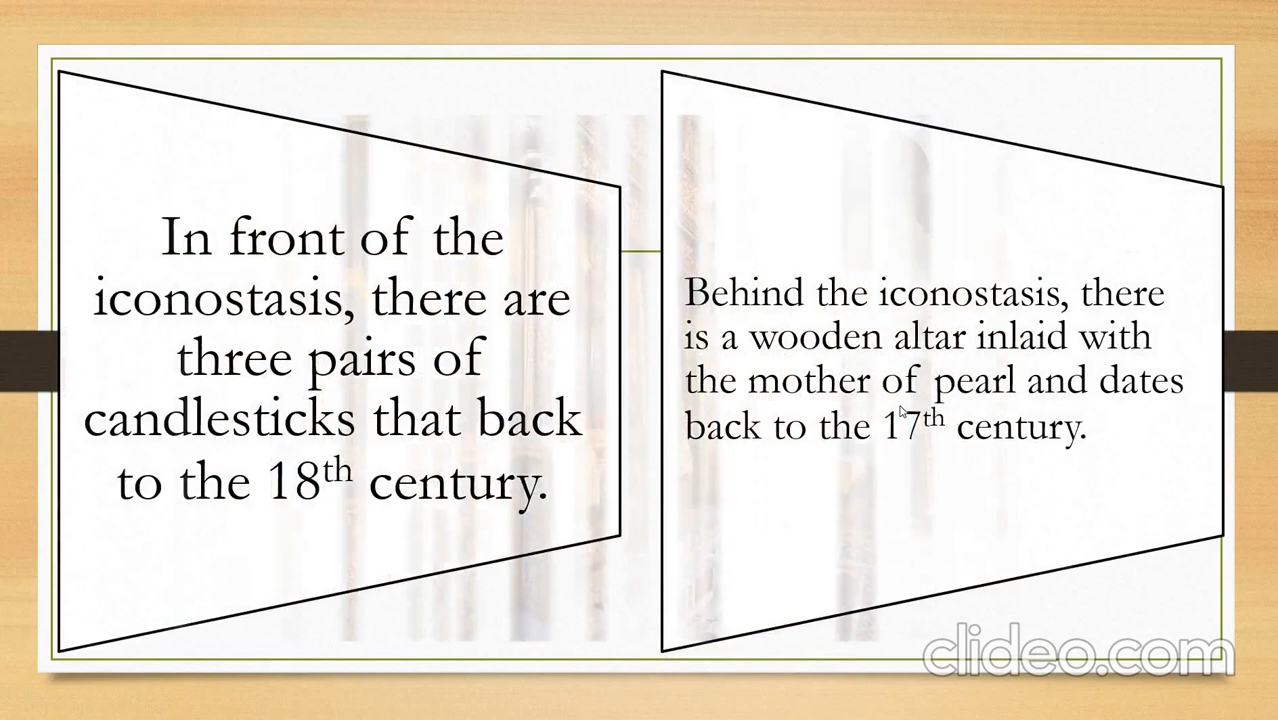 In front of the
iconostasis, there are
three pairs of
candlesticks that back
to the 18th century.
Behind the iconostasis, there
is a wooden altar inlaid with
the mother of pearl and dates
back to the 17th century.
clideo.com